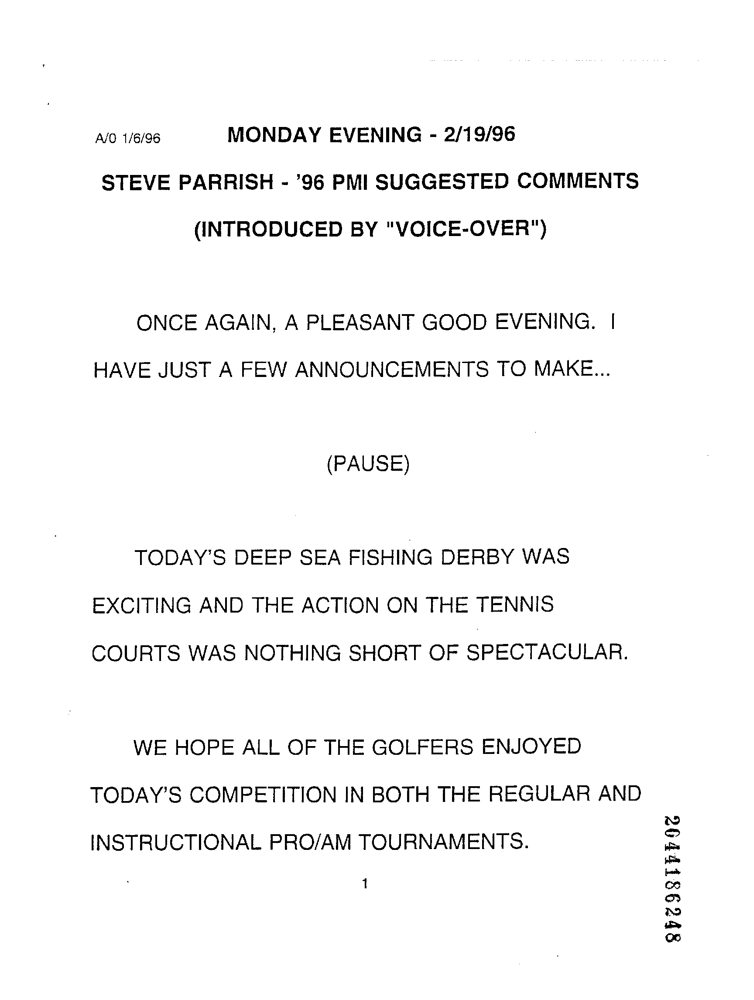 A/0 1/6/96 MONDAY EVENING - 2/19/96
STEVE PARRISH - '96 PMI SUGGESTED COMMENTS
(INTRODUCED BY "VOICE-OVER")
ONCE AGAIN, A PLEASANT GOOD EVENING. I
HAVE JUST A FEW ANNOUNCEMENTS TO MAKE...
(PAUSE)
TODAY'S DEEP SEA FISHING DERBY WAS
EXCITING AND THE ACTION ON THE TENNIS
COURTS WAS NOTHING SHORT OF SPECTACULAR.
WE HOPE ALL OF THE GOLFERS ENJOYED
TODAY'S COMPETITION IN BOTH THE REGULAR AND
INSTRUCTIONAL PRO/AM TOURNAMENTS.
1
2044186248